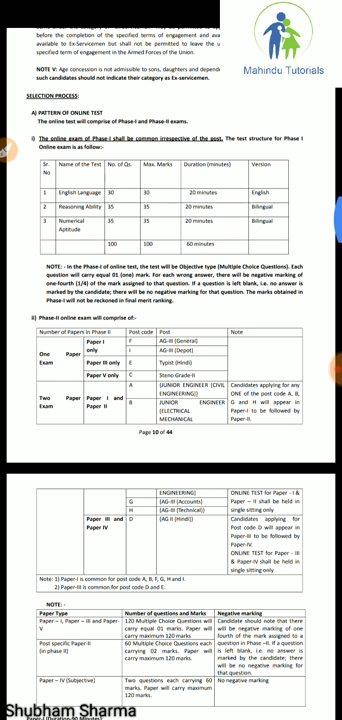 before the completion of the specified terms of engagement and ava
available to Ex-Servicemen but shall not be permitted to leave the u
specified term of engagement in the Armed Forces of the Union.
NOTE V: Age concession is not admissible to sons, daughters and depend
such candidates should not indicate their category as Ex-servicemen.
Mahindu Tutorials
SELECTION PROCESS:
A) PATTERN OF ONLINE TEST
The online test will comprise of Phase-I and Phase-II exams.
i) The online exam of Phase-I shall be common irrespective of the post. The test structure for Phase I
Online exam is as follow:-
Sr. No Name of the Test No. of Qs. Max. Marks Duration (minutes) Version
1 English Language 30 30 20 minutes English
2 Reasoning Ability 35 35 20 minutes Bilingual
3 Numerical Aptitude 35 35 20 minutes Bilingual
100 100 60 minutes
NOTE: - In the Phase-I of online test, the test will be Objective type (Multiple Choice Questions). Each
question will carry equal 01 (one) mark. For each wrong answer, there will be negative marking of
one-fourth (1/4) of the mark assigned to that question. If a question is left blank, i.e. no answer is
marked by the candidate; there will be no negative marking for that question. The marks obtained in
Phase-I will not be reckoned in final merit ranking.
ii) Phase-II online exam will comprise of:-
Number of Papers in Phase II Post code Post Note
One Paper Exam Paper I only F AG-III (General)
I AG-III (Depot)
Paper III only E Typist (Hindi)
Paper V only C Steno Grade-II
Two Paper Exam Paper I and Paper II A (JUNIOR ENGINEER (CIVIL ENGINEERING)) Candidates applying for any
B JUNIOR ENGINEER (ELECTRICAL MECHANICAL ONE of the post code A, B, G and H will appear in Paper-I to be followed by Paper-II.
Page 10 of 44
ENGINEERING) ONLINE TEST for Paper - I &
G (AG-III (Accounts) Paper – II shall be held in
H (AG-III (Technical)) single sitting only
Paper III and Paper IV D (AG II (Hindi)) Candidates applying for
Post code D will appear in
Paper-III to be followed by
Paper-IV.
ONLINE TEST for Paper - III
& Paper-IV shall be held in
single sitting only
Note: 1) Paper-I is common for post code A, B, F, G, H and I.
2) Paper-III is common for post code D and E.
NOTE: -
Paper Type Number of questions and Marks Negative marking
Paper – I, Paper – III and Paper-V 120 Multiple Choice Questions will carry equal 01 marks. Paper will carry maximum 120 marks Candidate should note that there
Post specific Paper-II (in phase II) 60 Multiple Choice Questions each carrying 02 marks. Paper will carry maximum 120 marks. will be negative marking of one fourth of the mark assigned to a question in Phase –II. If a question is left blank, i.e. no answer is marked by the candidate; there will be no negative marking for that question.
Paper – IV (Subjective) Two questions each carrying 60 marks. Paper will carry maximum 120 marks. No negative marking
Shubham Sharma
Paper-I (Duration-90 Minutes)